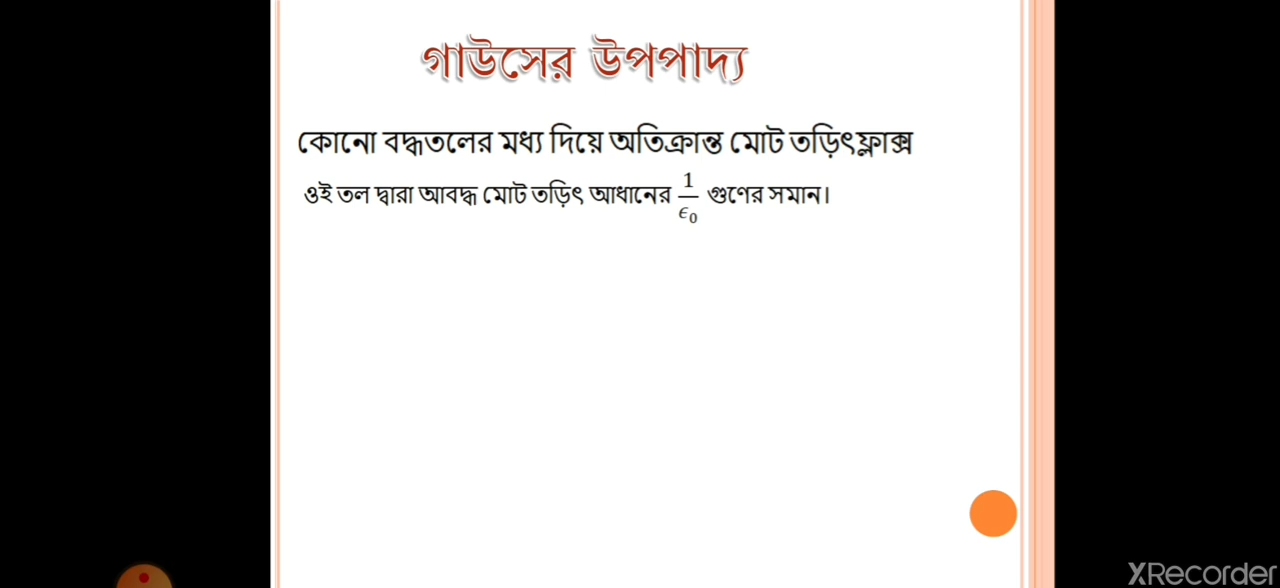 গাউসের উপপাদ্য
কোনো বদ্ধতলের মধ্য দিয়ে অতিক্রান্ত মোট তড়িৎফ্লাক্স
ওই তল দ্বারা আবদ্ধ মোট তড়িৎ আধানের 1/ϵ₀ গুণের সমান।
XRecorder